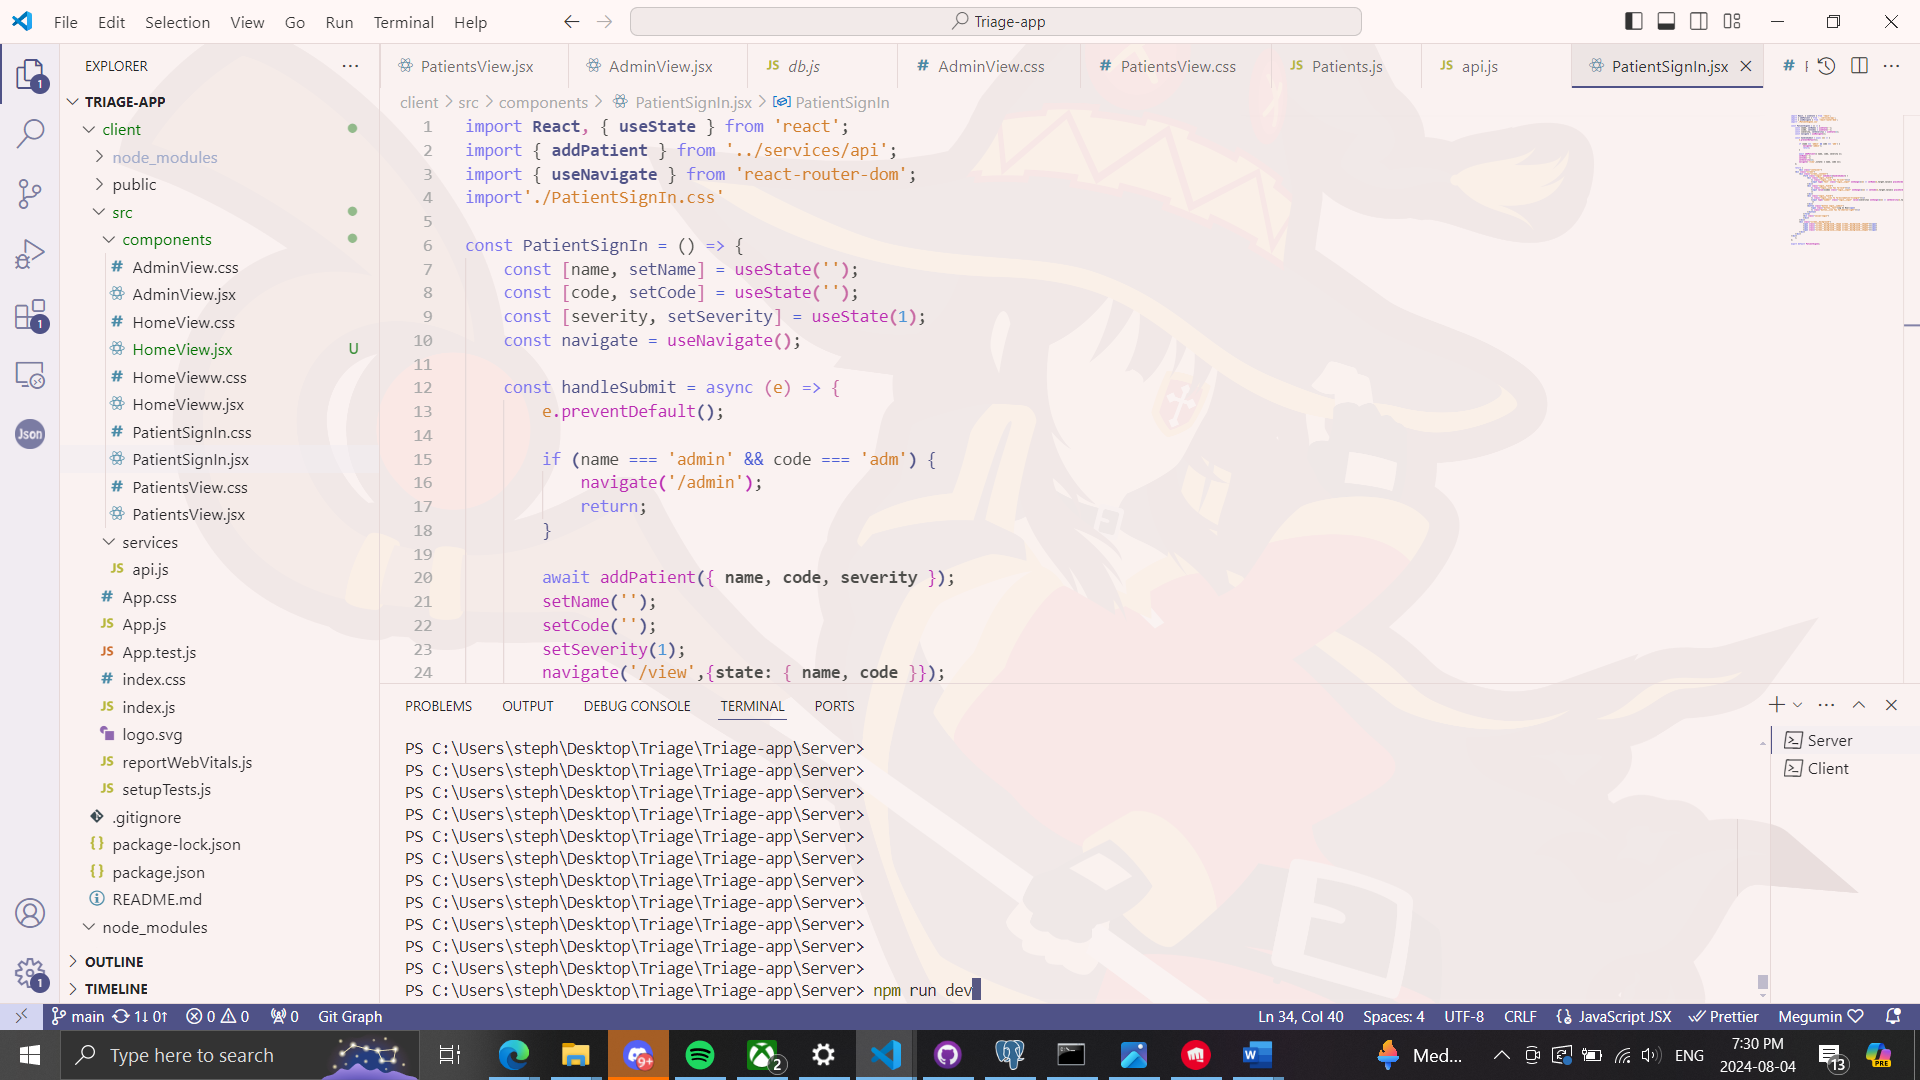 File Edit Selection View Go Run Terminal Help
Triage-app
EXPLORER
TRIAGE-APP
client
node_modules
public
src
components
AdminView.css
AdminView.jsx
HomeView.css
HomeView.jsx U
HomeVieww.css
HomeVieww.jsx
PatientSignIn.css
PatientSignIn.jsx
PatientsView.css
PatientsView.jsx
services
JS api.js
App.css
JS App.js
JS App.test.js
index.css
JS index.js
logo.svg
JS reportWebVitals.js
JS setupTests.js
.gitignore
package-lock.json
package.json
README.md
node_modules
OUTLINE
TIMELINE
1
1
Json
1
PatientsView.jsx AdminView.jsx JS db.js # AdminView.css # PatientsView.css JS Patients.js JS api.js PatientSignIn.jsx #
client > src > components > PatientSignIn.jsx > PatientSignIn
1 import React, { useState } from 'react';
2 import { addPatient } from '../services/api';
3 import { useNavigate } from 'react-router-dom';
4 import'./PatientSignIn.css'
5
6 const PatientSignIn = () => {
7 const [name, setName] = useState('');
8 const [code, setCode] = useState('');
9 const [severity, setSeverity] = useState(1);
10 const navigate = useNavigate();
11
12 const handleSubmit = async (e) => {
13 e.preventDefault();
14
15 if (name === 'admin' && code === 'adm') {
16 navigate('/admin');
17 return;
18 }
19
20 await addPatient({ name, code, severity });
21 setName('');
22 setCode('');
23 setSeverity(1);
24 navigate('/view',{state: { name, code }});
PROBLEMS OUTPUT DEBUG CONSOLE TERMINAL PORTS
PS C:\Users\steph\Desktop\Triage\Triage-app\Server>
PS C:\Users\steph\Desktop\Triage\Triage-app\Server>
PS C:\Users\steph\Desktop\Triage\Triage-app\Server>
PS C:\Users\steph\Desktop\Triage\Triage-app\Server>
PS C:\Users\steph\Desktop\Triage\Triage-app\Server>
PS C:\Users\steph\Desktop\Triage\Triage-app\Server>
PS C:\Users\steph\Desktop\Triage\Triage-app\Server>
PS C:\Users\steph\Desktop\Triage\Triage-app\Server>
PS C:\Users\steph\Desktop\Triage\Triage-app\Server>
PS C:\Users\steph\Desktop\Triage\Triage-app\Server>
PS C:\Users\steph\Desktop\Triage\Triage-app\Server>
PS C:\Users\steph\Desktop\Triage\Triage-app\Server> npm run dev
Server
Client
main 1↓ 0↑ 0 0 0 Git Graph Ln 34, Col 40 Spaces: 4 UTF-8 CRLF JavaScript JSX Prettier Megumin
Type here to search 9+ 2 Med... ENG 7:30 PM
2024-08-04 13 PRE